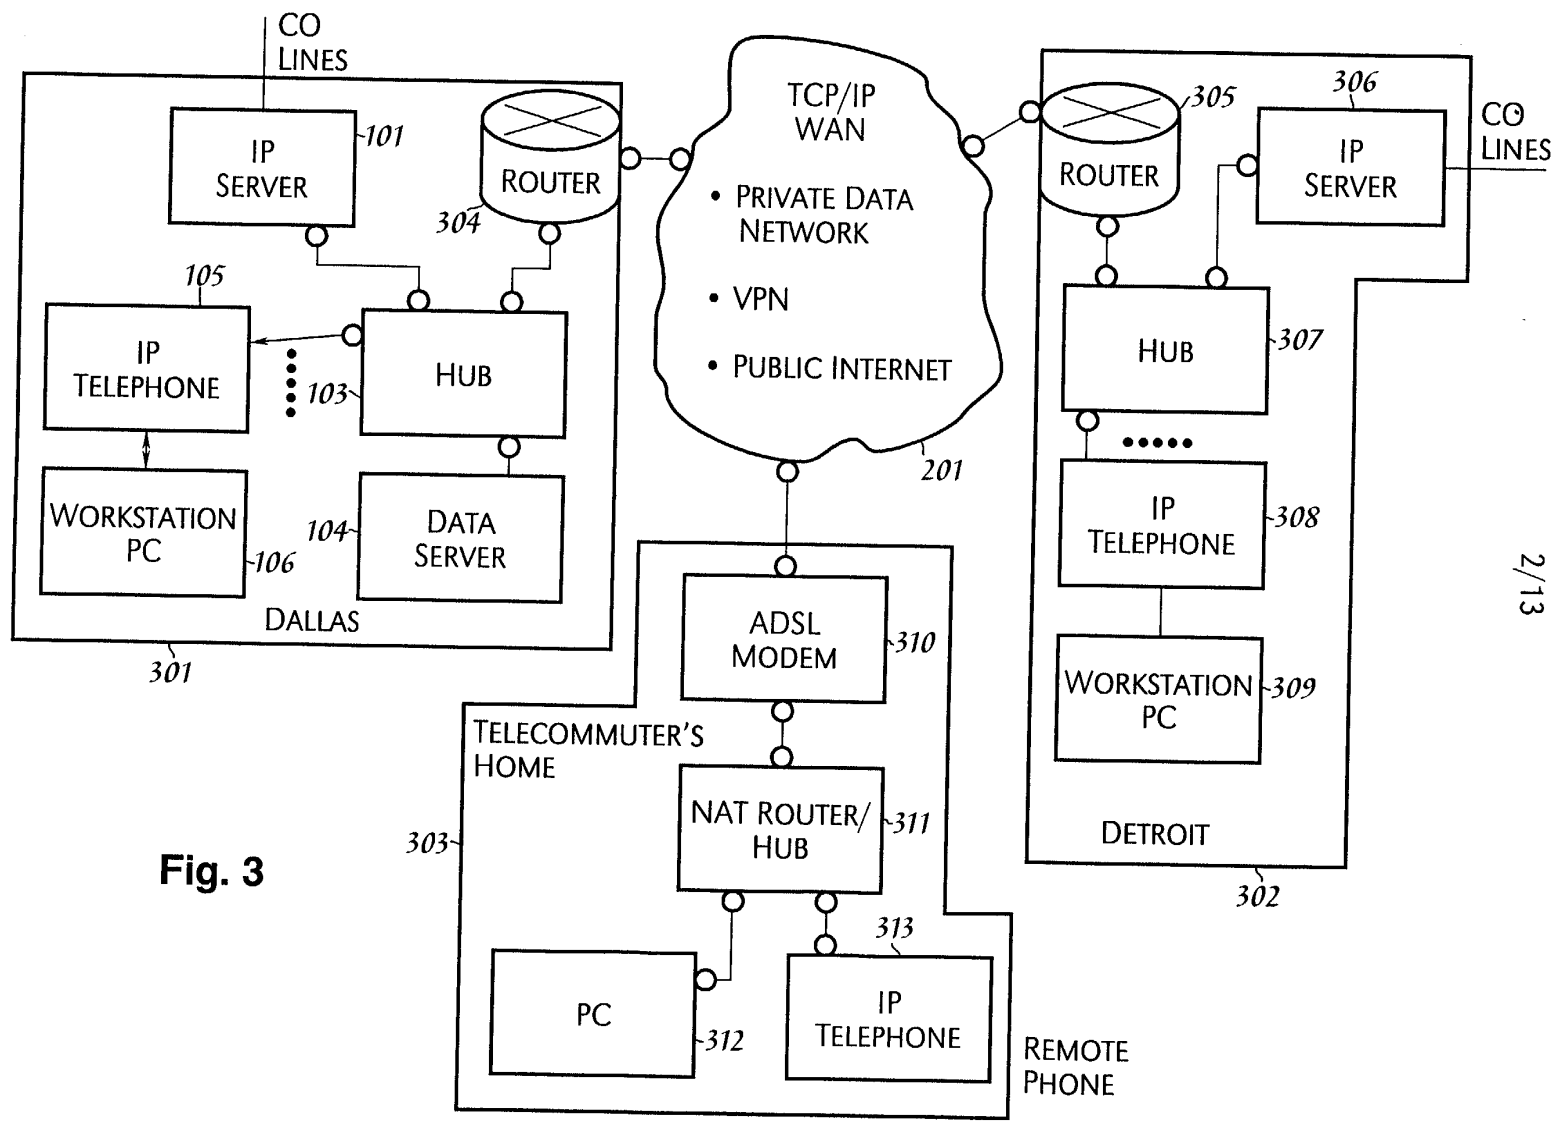 CO
LINES
IP
SERVER
101
ROUTER
304
105
IP
TELEPHONE
103
HUB
WORKSTATION
PC
106
104
DATA
SERVER
DALLAS
301
TCP/IP
WAN
• PRIVATE DATA
NETWORK
• VPN
• PUBLIC INTERNET
201
305
ROUTER
306
IP
SERVER
CO
LINES
HUB
307
IP
TELEPHONE
308
WORKSTATION
PC
309
DETROIT
302
2/13
ADSL
MODEM
310
TELECOMMUTER'S
HOME
NAT ROUTER/
HUB
311
303
PC
312
313
IP
TELEPHONE
REMOTE
PHONE
Fig. 3